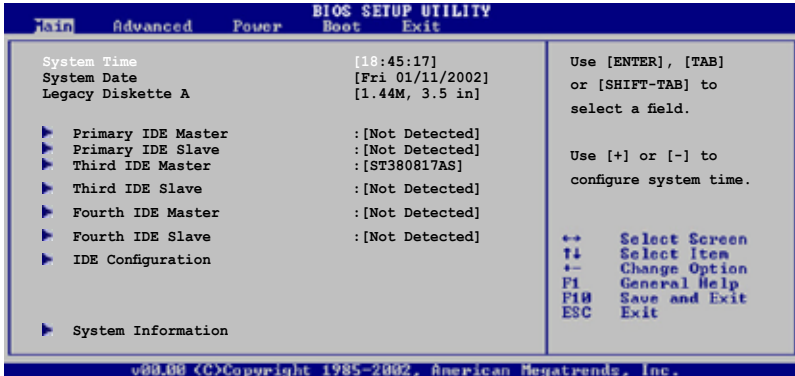 BIOS SETUP UTILITY
Main Advanced Power Boot Exit
System Time [18:45:17]
System Date [Fri 01/11/2002]
Legacy Diskette A [1.44M, 3.5 in]
Primary IDE Master :[Not Detected]
Primary IDE Slave :[Not Detected]
Third IDE Master :[ST380817AS]
Third IDE Slave :[Not Detected]
Fourth IDE Master :[Not Detected]
Fourth IDE Slave :[Not Detected]
IDE Configuration
System Information
Use [ENTER], [TAB]
or [SHIFT-TAB] to
select a field.
Use [+] or [-] to
configure system time.
↔ Select Screen
↑↓ Select Item
+- Change Option
F1 General Help
F10 Save and Exit
ESC Exit
v00.00 (C)Copyright 1985-2002, American Megatrends, Inc.